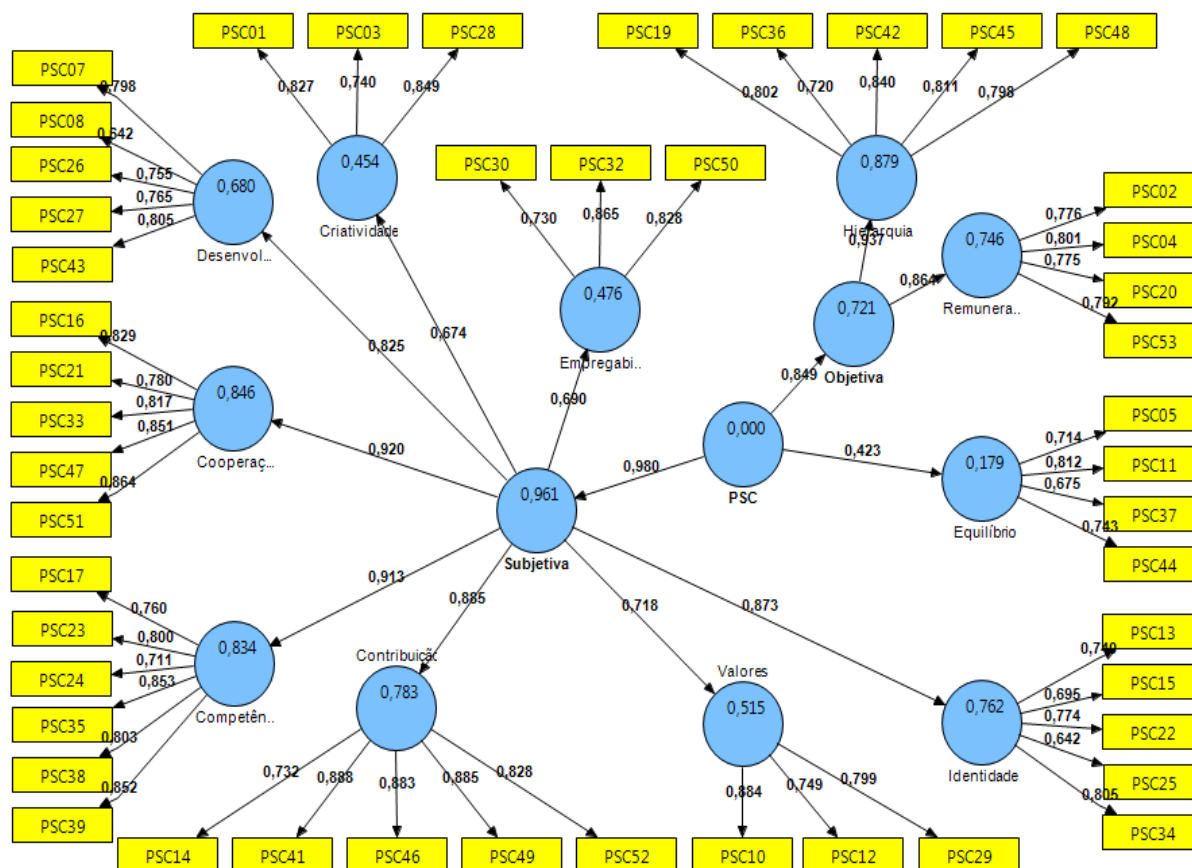 PSC01 PSC03 PSC28 PSC19 PSC36 PSC42 PSC45 PSC48
PSC07
0,798
0,827 0,740 0,849
0,802 0,720 0,840 0,811 0,798
PSC08
0,642
PSC26
0,755
PSC27
0,765
PSC43
0,805
0,680
Desenvol...
0,454
Criatividade
PSC30 PSC32 PSC50
0,730 0,865 0,828
0,476
Empregabi...
0,879
Hierarquia
0,937
0,746
Remunera...
0,864
PSC02
0,776
PSC04
0,801
PSC20
0,775
PSC53
0,792
0,721
Objetiva
0,849
0,674
0,825
0,690
PSC16
0,829
PSC21
0,780
PSC33
0,817
PSC47
0,851
PSC51
0,864
0,846
Cooperaç...
0,920
0,000
PSC
0,980
0,423
0,179
Equilíbrio
PSC05
0,714
PSC11
0,812
PSC37
0,675
PSC44
0,743
0,961
Subjetiva
0,913
0,885
0,718
0,873
PSC17
0,760
PSC23
0,800
PSC24
0,711
PSC35
0,853
PSC38
0,803
PSC39
0,852
0,834
Competên...
Contribuição
0,783
Valores
0,515
0,762
Identidade
PSC13
0,740
PSC15
0,695
PSC22
0,774
PSC25
0,642
PSC34
0,805
0,732 0,888 0,883 0,885 0,828
0,884 0,749 0,799
PSC14 PSC41 PSC46 PSC49 PSC52 PSC10 PSC12 PSC29